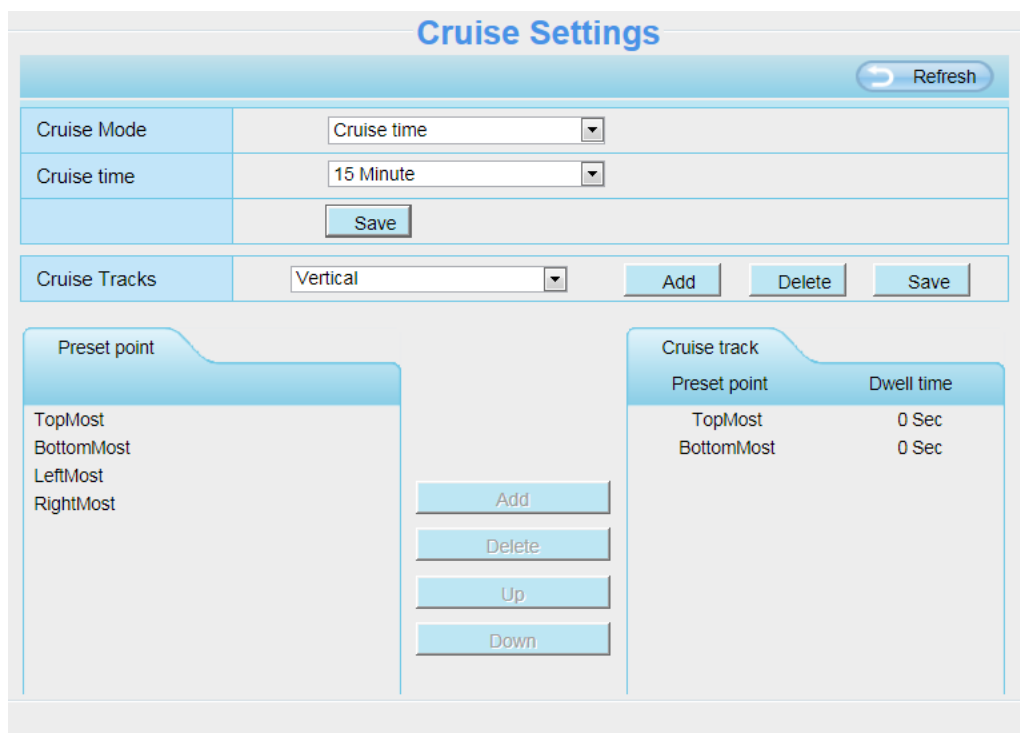 Cruise Settings
Refresh
Cruise Mode Cruise time
Cruise time 15 Minute
Save
Cruise Tracks Vertical Add Delete Save
Preset point
TopMost
BottomMost
LeftMost
RightMost
Add
Delete
Up
Down
Cruise track
Preset point Dwell time
TopMost 0 Sec
BottomMost 0 Sec